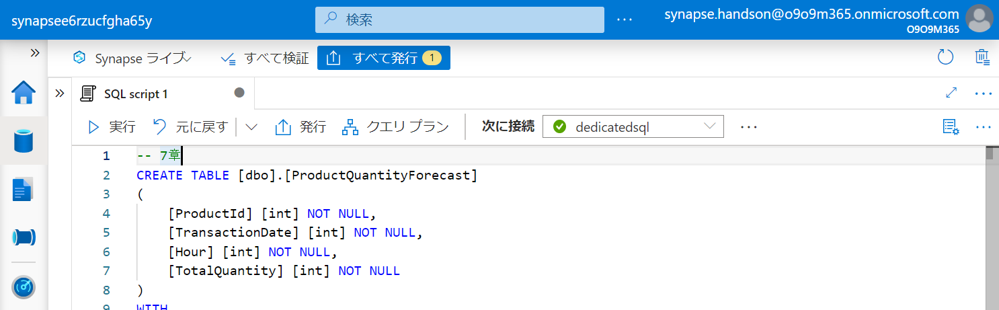 synapsee6rzucfgha65y
検索
synapse.handson@o9o9m365.onmicrosoft.com
O9O9M365
Synapse ライブ
すべて検証
すべて発行 1
SQL script 1
実行 元に戻す 発行 クエリ プラン 次に接続 dedicatedsql
1 -- 7章
2 CREATE TABLE [dbo].[ProductQuantityForecast]
3 (
4 [ProductId] [int] NOT NULL,
5 [TransactionDate] [int] NOT NULL,
6 [Hour] [int] NOT NULL,
7 [TotalQuantity] [int] NOT NULL
8 )
9 WITH